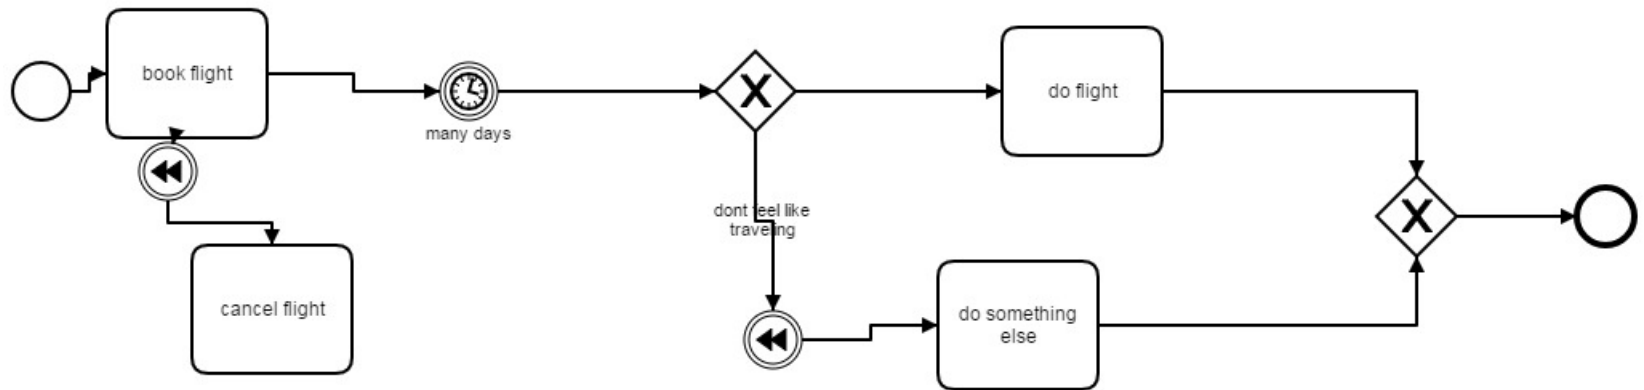 book flight
many days
do flight
dont feel like
traveling
cancel flight
do something
else